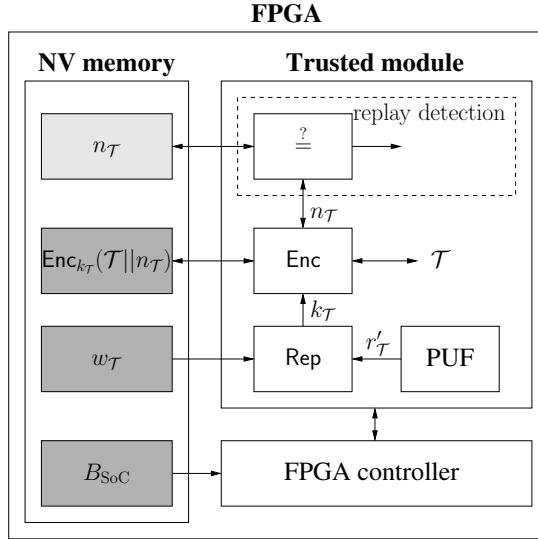 FPGA
NV memory
Trusted module
replay detection
n_𝒯
?
=
n_𝒯
Enc_{k_𝒯}(𝒯||n_𝒯)
Enc
𝒯
k_𝒯
w_𝒯
Rep
r'_𝒯
PUF
B_SoC
FPGA controller